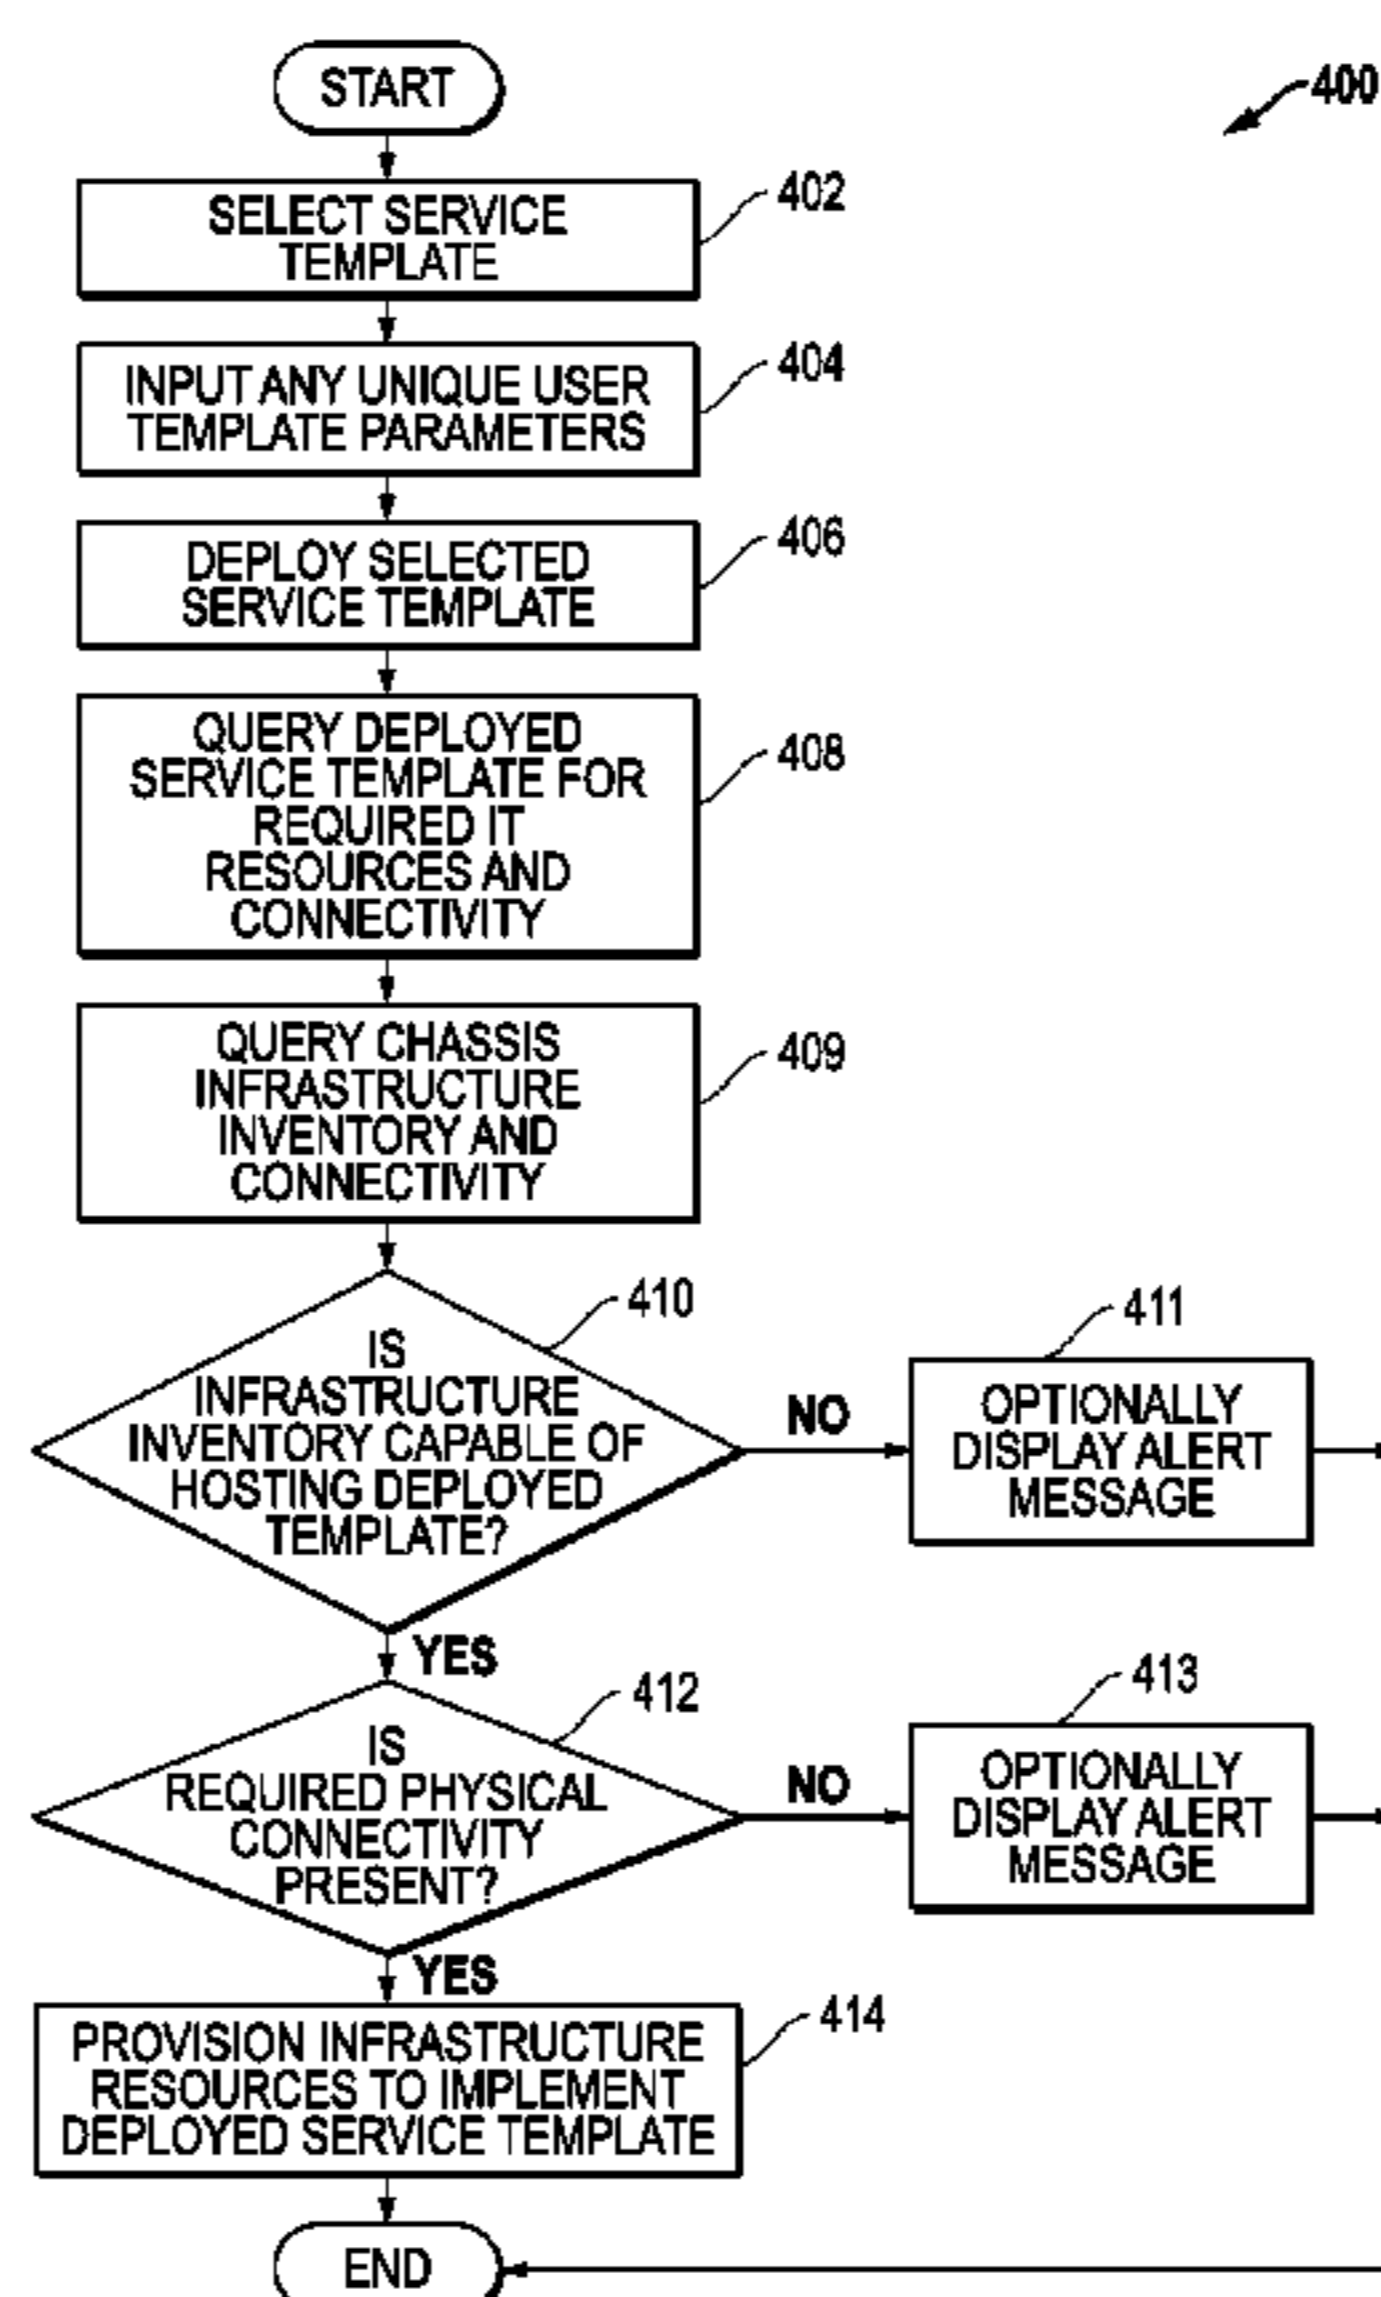 START
400
SELECT SERVICE
TEMPLATE
402
INPUT ANY UNIQUE USER
TEMPLATE PARAMETERS
404
DEPLOY SELECTED
SERVICE TEMPLATE
406
QUERY DEPLOYED
SERVICE TEMPLATE FOR
REQUIRED IT
RESOURCES AND
CONNECTIVITY
408
QUERY CHASSIS
INFRASTRUCTURE
INVENTORY AND
CONNECTIVITY
409
IS
INFRASTRUCTURE
INVENTORY CAPABLE OF
HOSTING DEPLOYED
TEMPLATE?
410
NO
OPTIONALLY
DISPLAY ALERT
MESSAGE
411
YES
IS
REQUIRED PHYSICAL
CONNECTIVITY
PRESENT?
412
NO
OPTIONALLY
DISPLAY ALERT
MESSAGE
413
YES
PROVISION INFRASTRUCTURE
RESOURCES TO IMPLEMENT
DEPLOYED SERVICE TEMPLATE
414
END